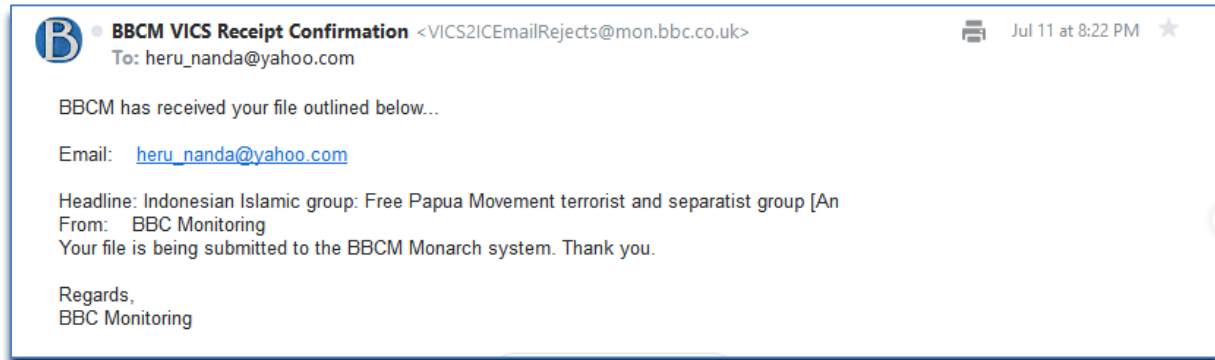 B
BBCM VICS Receipt Confirmation <VICS2ICEmailRejects@mon.bbc.co.uk> Jul 11 at 8:22 PM
To: heru_nanda@yahoo.com
BBCM has received your file outlined below...
Email: heru_nanda@yahoo.com
Headline: Indonesian Islamic group: Free Papua Movement terrorist and separatist group [An
From: BBC Monitoring
Your file is being submitted to the BBCM Monarch system. Thank you.
Regards,
BBC Monitoring